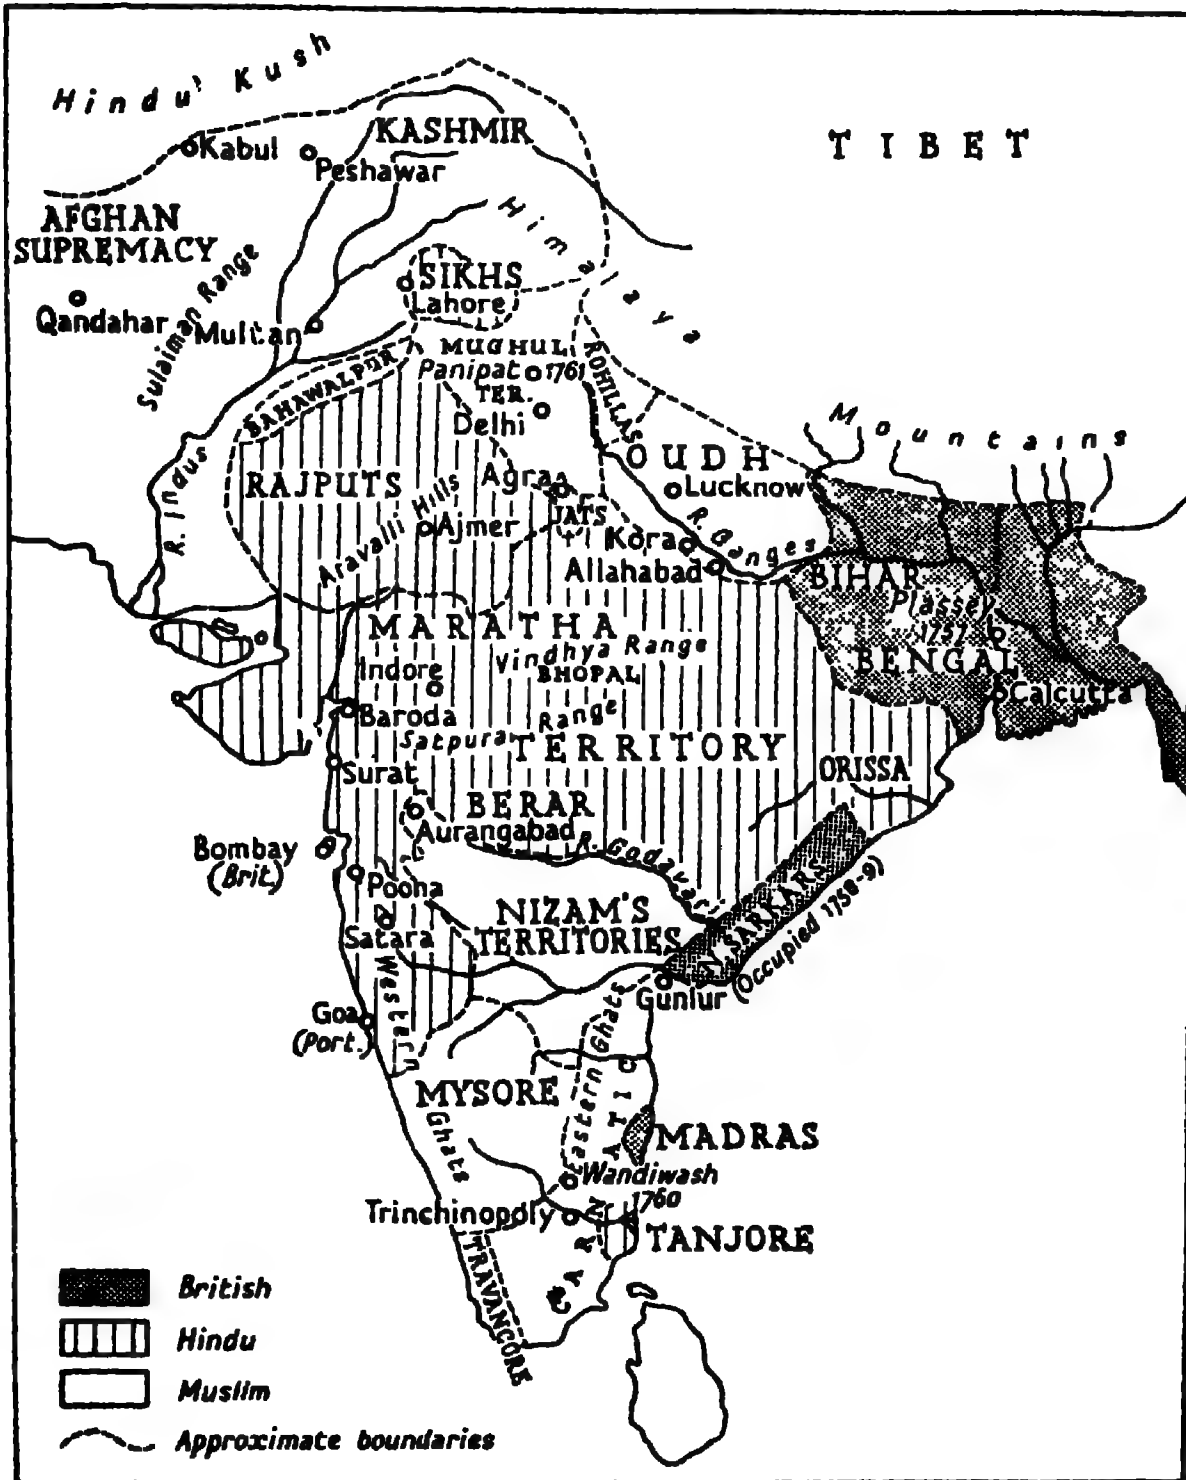 Hindu Kush
KASHMIR
TIBET
Kabul
Peshawar
AFGHAN
SUPREMACY
Himalaya
Mountains
Sulaiman Range
SIKHS
Lahore
Qandahar
Multan
MUGHUL
Panipat 1761
TER.
Delhi
ROHILLAS
BAHAWALPUR
OUDH
R. Indus
RAJPUTS
Agra
Lucknow
Aravalli Hills
Ajmer
JATS
Kora
R. Ganges
Allahabad
BIHAR
Plassey
1757
MARATHA
Vindhya Range
BENGAL
Indore
BHOPAL
Calcutta
Baroda
Satpura Range
TERRITORY
Surat
ORISSA
BERAR
Aurangabad
R. Godavari
Bombay
(Brit.)
Poona
NIZAM'S
TERRITORIES
N. SARKARS
(Occupied 1758-9)
Satara
Western Ghats
Guntur
Goa
(Port.)
Eastern Ghats
MYSORE
CARNATIC
MADRAS
Wandiwash
1760
Trinchinopoly
TANJORE
TRAVANCORE
British
Hindu
Muslim
Approximate boundaries